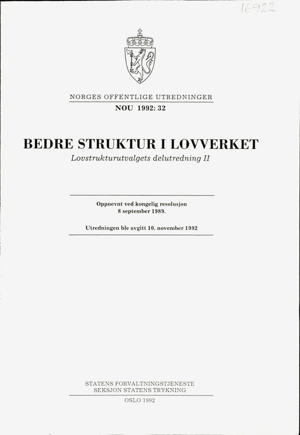 16922
NORGES OFFENTLIGE UTREDNINGER
NOU 1992: 32
BEDRE STRUKTUR I LOVVERKET
Lovstrukturutvalgets delutredning II
Oppnevnt ved kongelig resolusjon
8 september 1989.
Utredningen ble avgitt 10. november 1992
STATENS FORVALTNINGSTJENESTE
SEKSJON STATENS TRYKNING
OSLO 1992